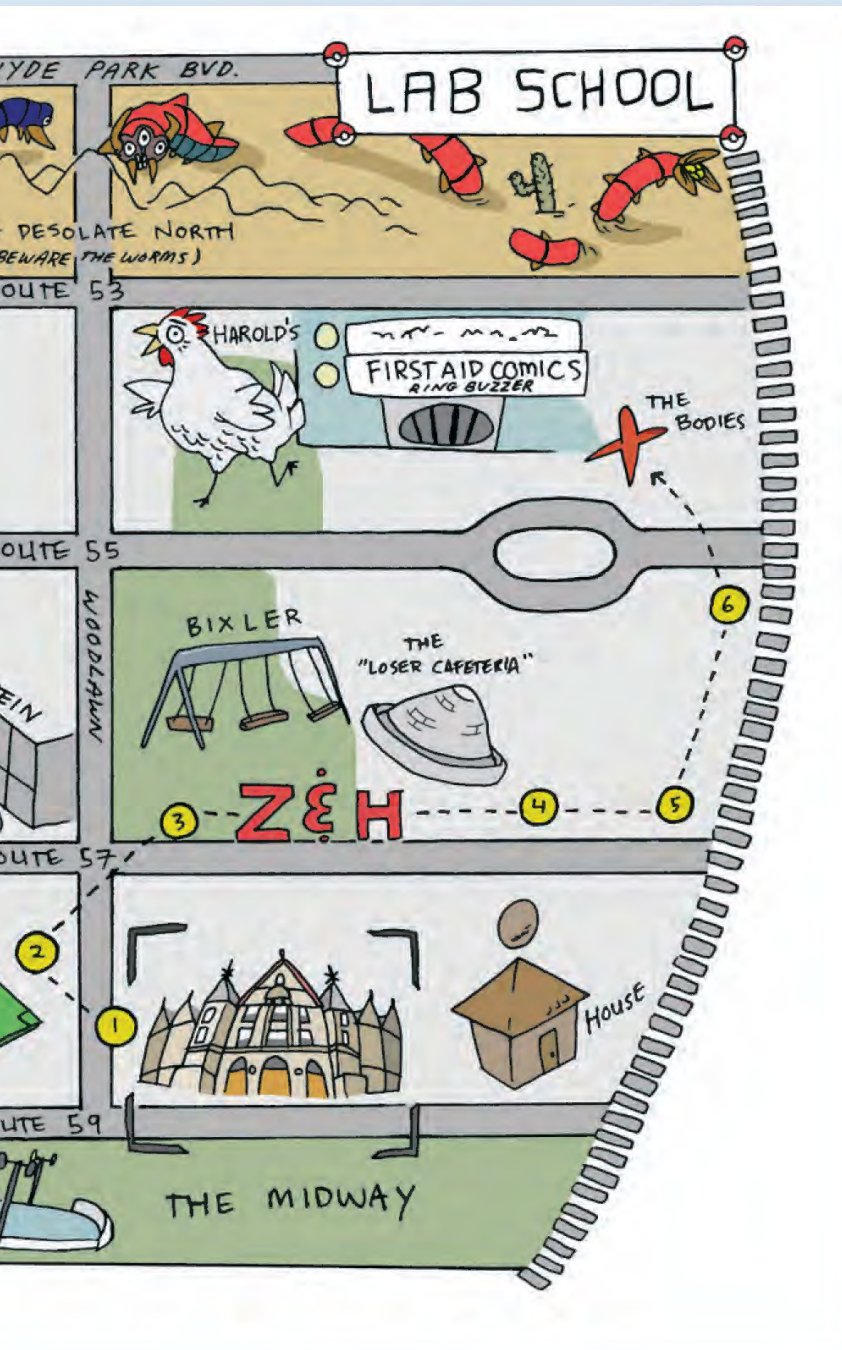 YDE PARK BVD.
LAB SCHOOL
DESOLATE NORTH
BEWARE THE WORMS)
OUTE 53
HAROLD'S
FIRST AID COMICS
RING BUZZER
THE
BODIES
OUTE 55
6
WOODLAWN
BIXLER
THE
"LOSER CAFETERIA"
EIN
3
Z & H
4
5
OUTE 57
2
1
HOUSE
UTE 59
THE MIDWAY